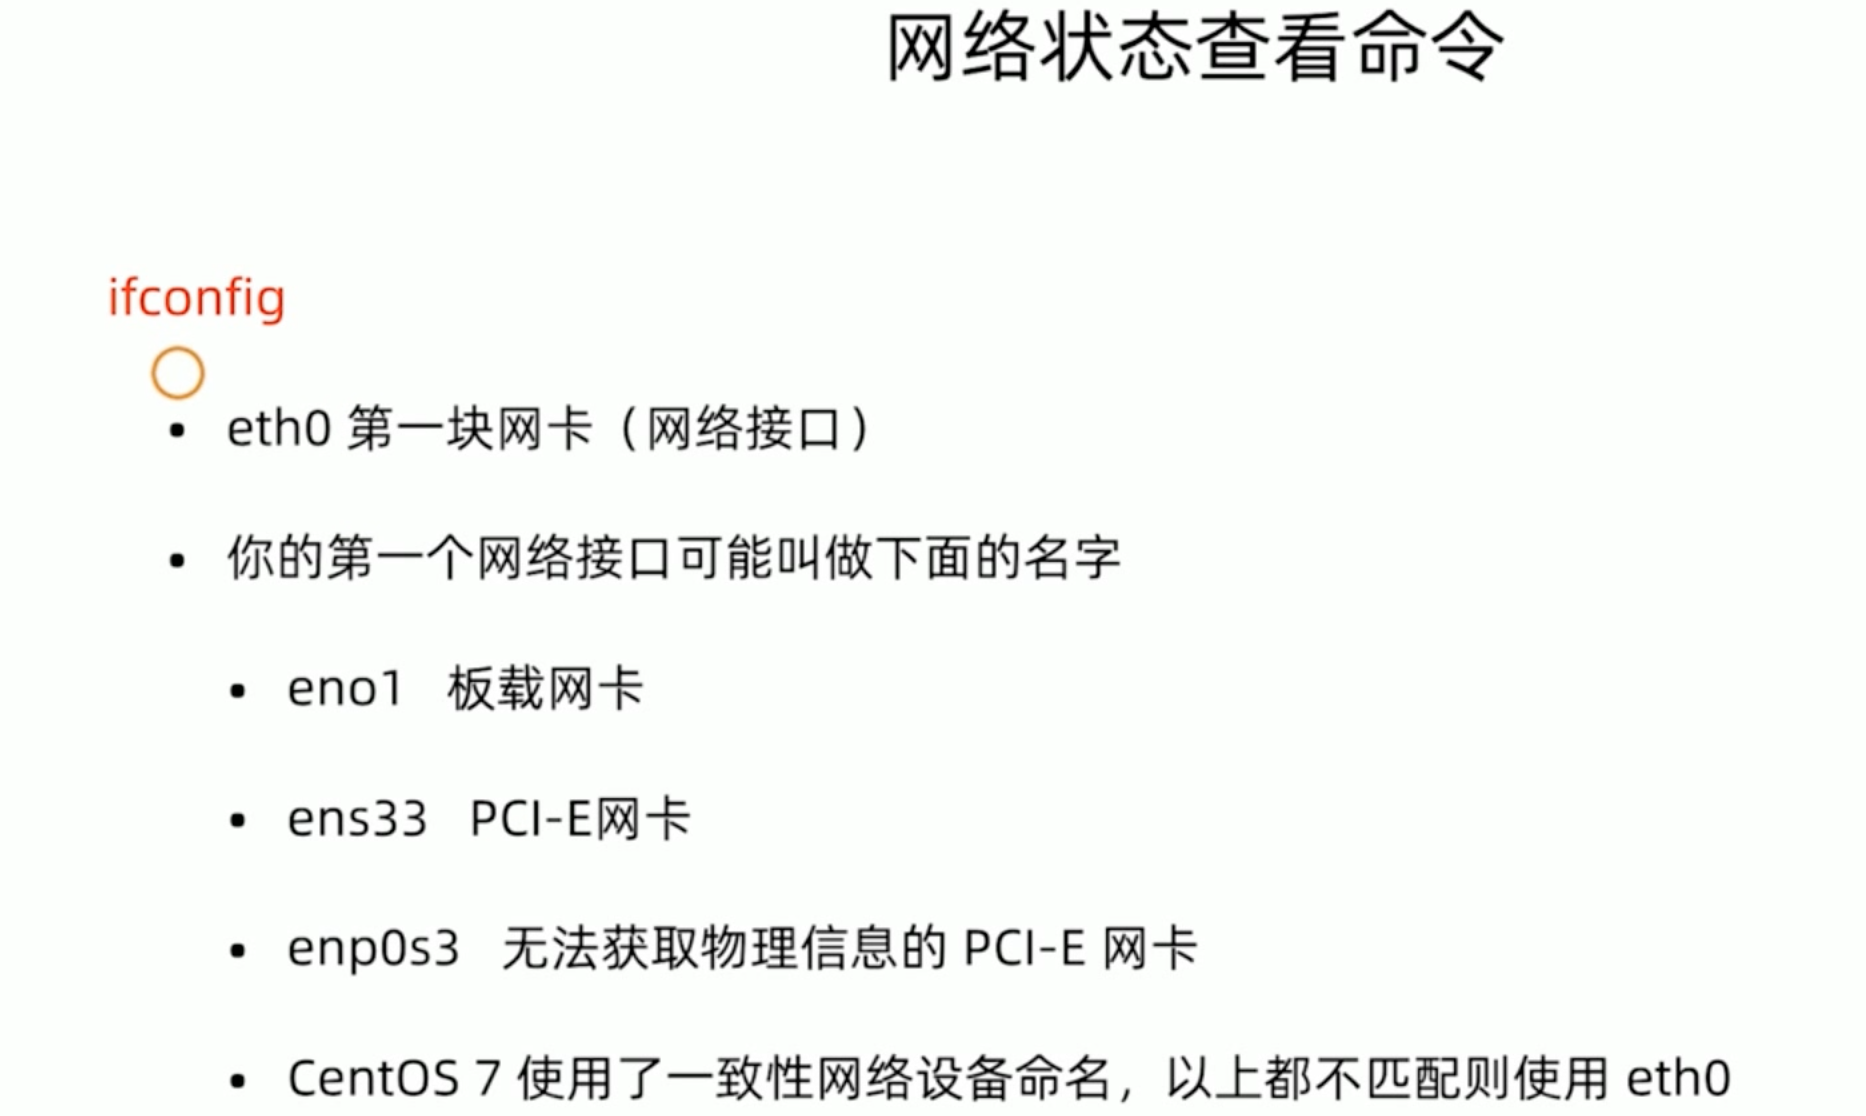 网络状态查看命令
ifconfig
• eth0 第一块网卡（网络接口）
• 你的第一个网络接口可能叫做下面的名字
• eno1 板载网卡
• ens33 PCI-E网卡
• enp0s3 无法获取物理信息的 PCI-E 网卡
• CentOS 7 使用了一致性网络设备命名，以上都不匹配则使用 eth0